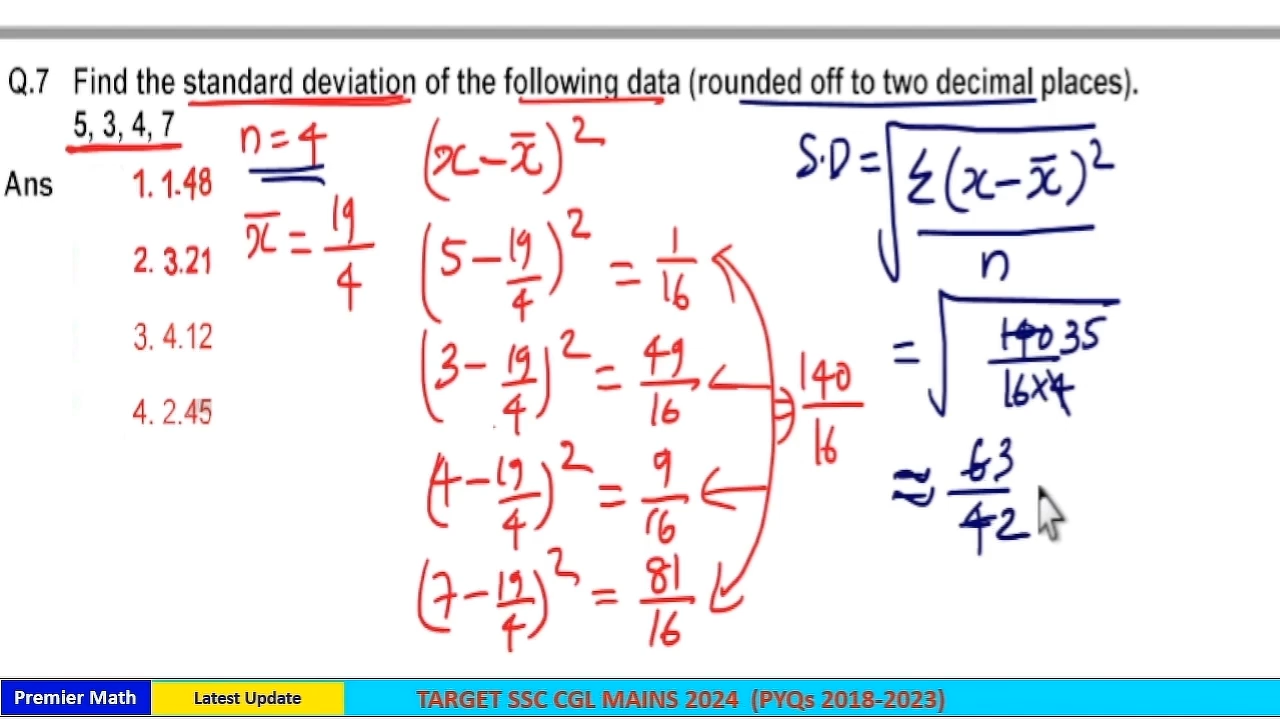 Q.7 Find the standard deviation of the following data (rounded off to two decimal places).
5, 3, 4, 7
Ans
1. 1.48
2. 3.21
3. 4.12
4. 2.45
n = 4
x̄ = 19/4
(x - x̄)²
(5 - 19/4)² = 1/16
(3 - 19/4)² = 49/16
(4 - 19/4)² = 9/16
(7 - 19/4)² = 81/16
⇒ 140/16
S.D = √(Σ(x - x̄)²/n)
= √(140 35/16×4)
≈ 6 3/4 2
Premier Math
Latest Update
TARGET SSC CGL MAINS 2024 (PYQs 2018-2023)